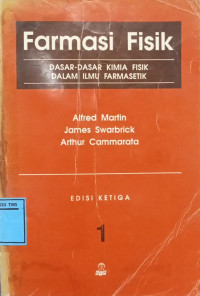 Farmasi Fisik
DASAR-DASAR KIMIA FISIK
DALAM ILMU FARMASETIK
Alfred Martin
James Swarbrick
Arthur Cammarata
EDISI KETIGA
1